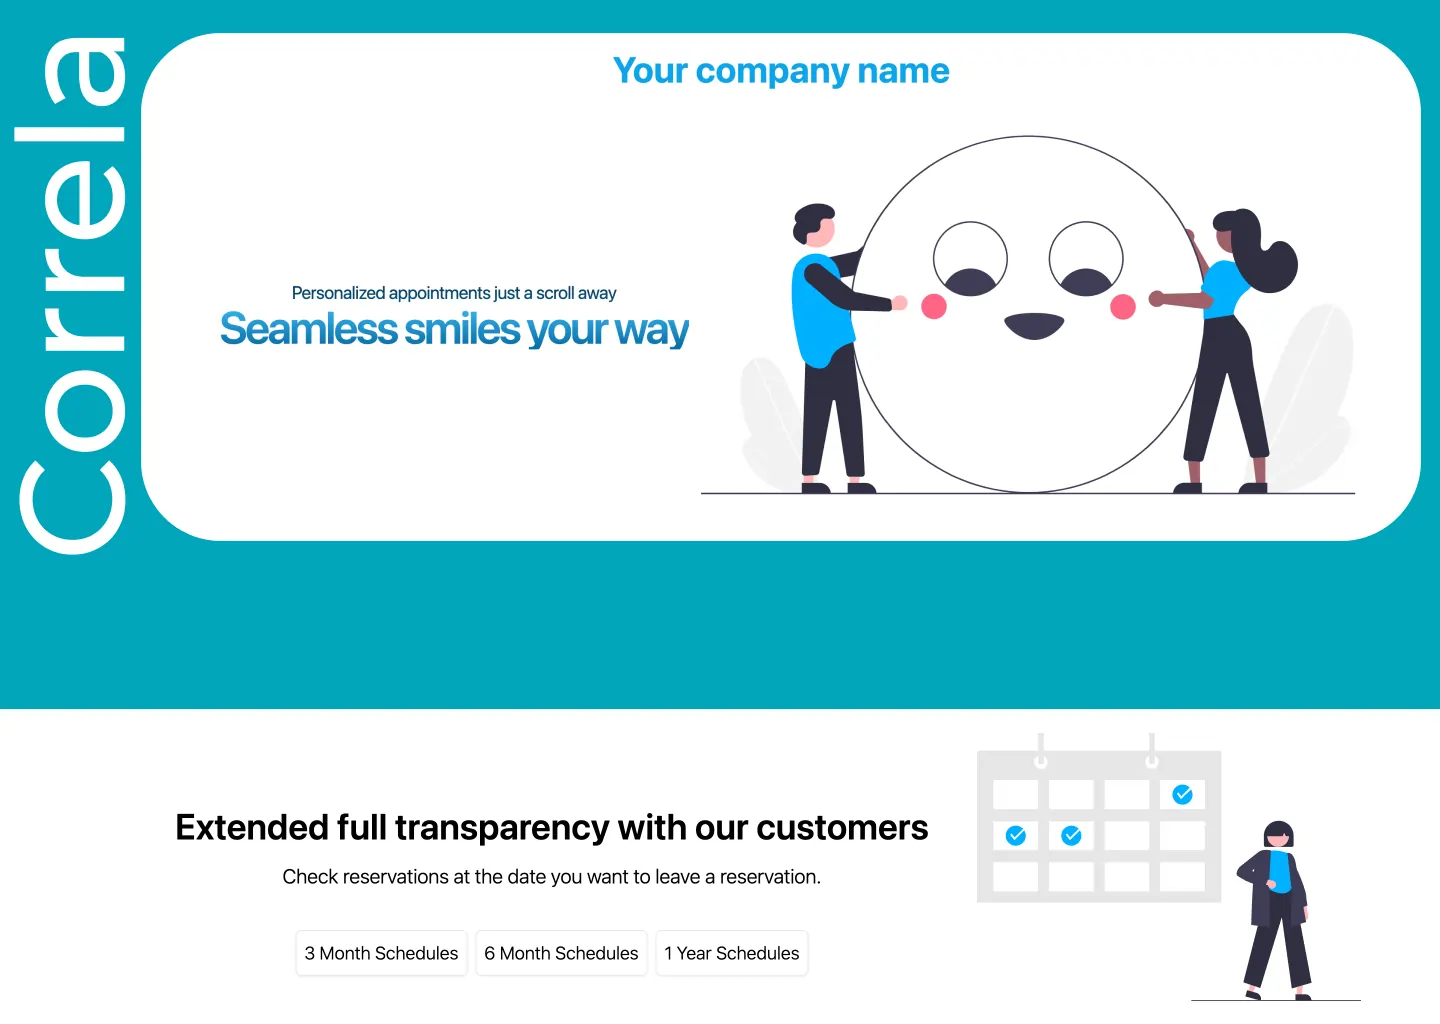 Correla
Your company name
Personalized appointments just a scroll away
Seamless smiles your way
Extended full transparency with our customers
Check reservations at the date you want to leave a reservation.
3 Month Schedules
6 Month Schedules
1 Year Schedules